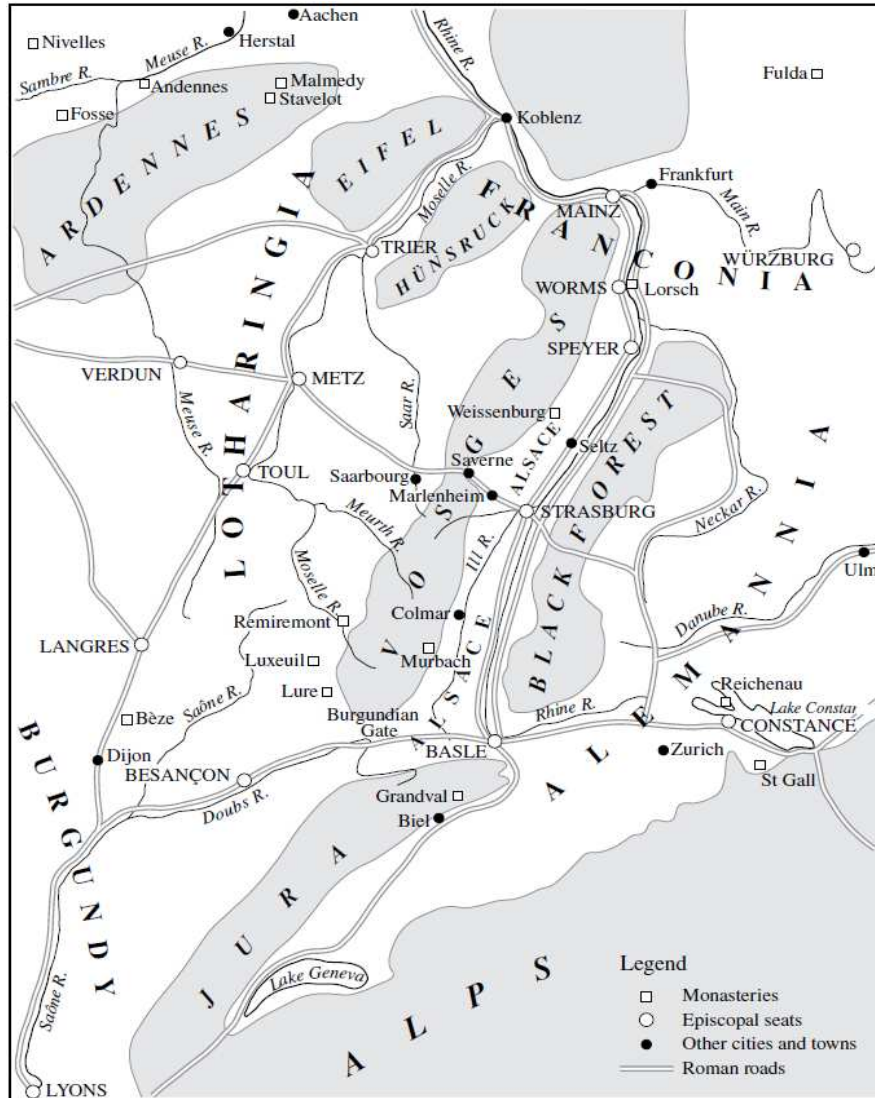 Aachen
Nivelles
Herstal
Meuse R.
Rhine R.
Sambre R.
Andennes
Malmedy
Stavelot
Fulda
Fosse
Koblenz
ARDENNES
EIFEL
Moselle R.
Frankfurt
FRANCONIA
MAINZ
Main R.
TRIER
HÜNSRUCK
WÜRZBURG
WORMS
Lorsch
LOTHARINGIA
SPEYER
VERDUN
METZ
VOSGES
Meuse R.
Saar R.
Weissenburg
ALSACE
Seltz
BLACK FOREST
TOUL
Saarbourg
Saverne
Marlenheim
STRASBURG
Neckar R.
Meurth R.
Ill R.
Ulm
Moselle R.
ALEMANNIA
Colmar
Danube R.
Remiremont
LANGRES
Luxeuil
Murbach
ALSACE
Reichenau
Saône R.
Lure
Rhine R.
Lake Constar
Bèze
Burgundian
Gate
CONSTANCE
BASLE
Dijon
Zurich
BESANÇON
St Gall
BURGUNDY
Doubs R.
Grandval
Biel
JURA
Lake Geneva
ALPS
Saône R.
LYONS
Legend
Monasteries
Episcopal seats
Other cities and towns
Roman roads